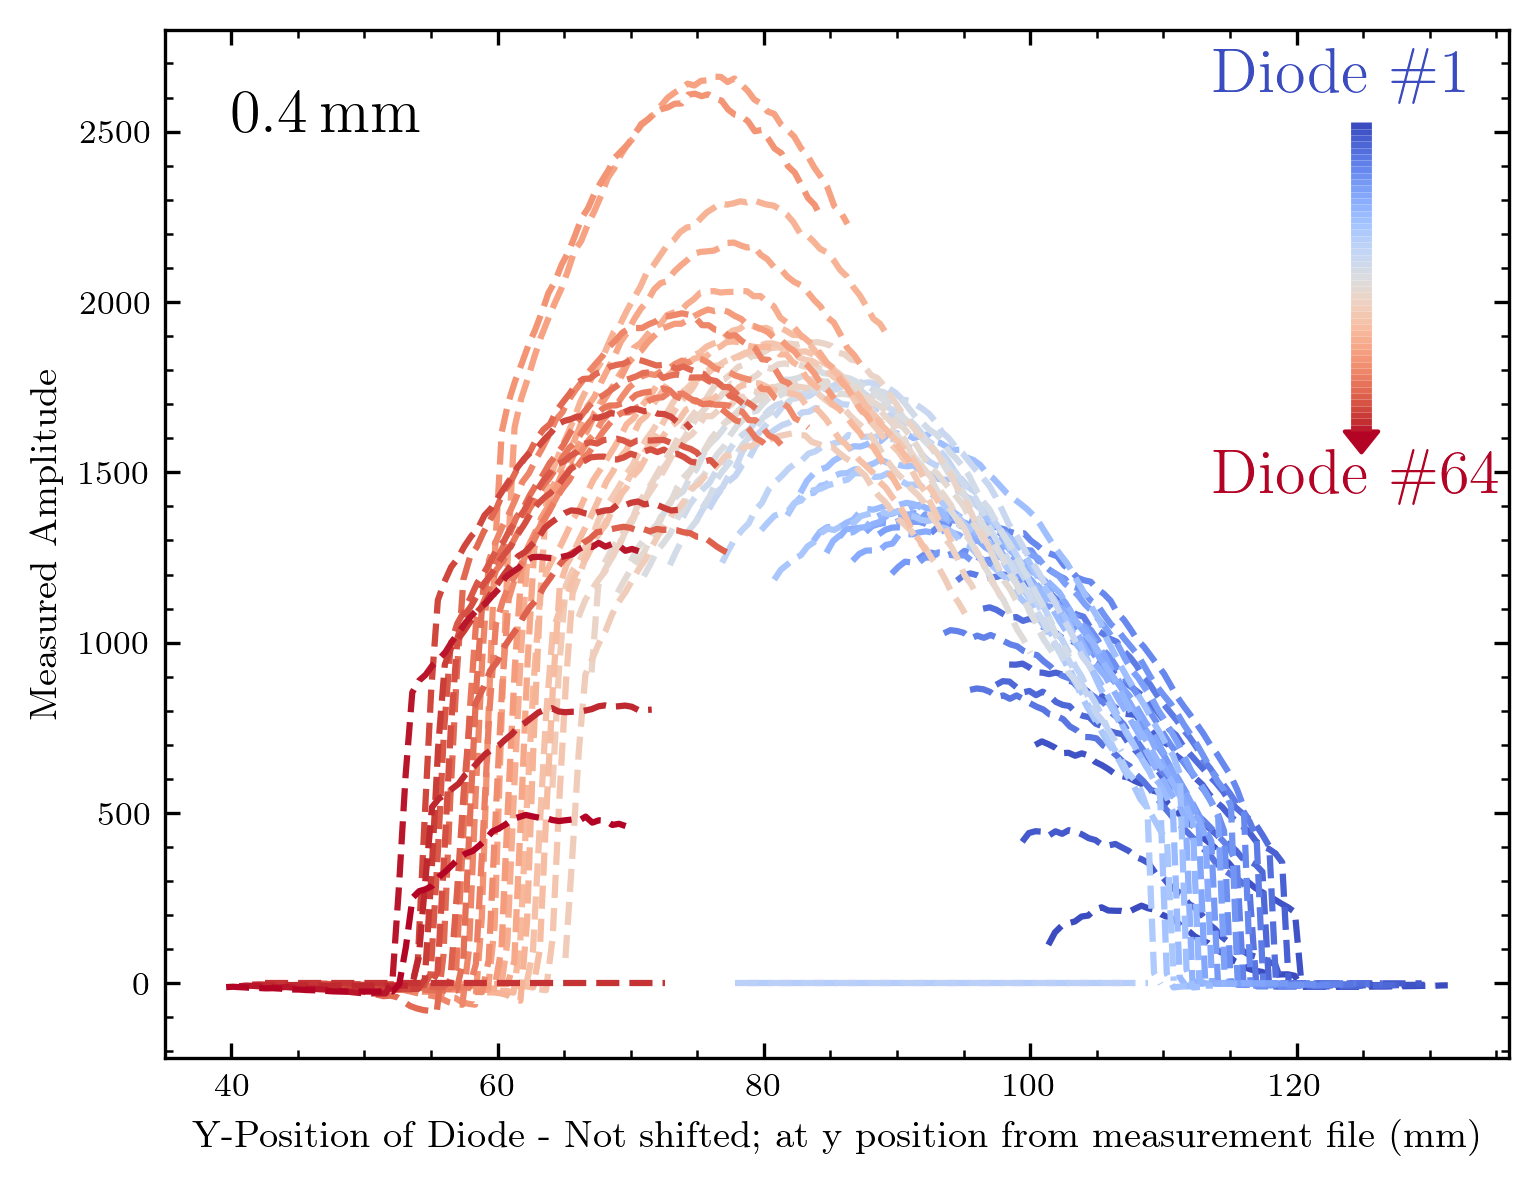 0.4 mm
Diode #1
Diode #64
Measured Amplitude
2500
2000
1500
1000
500
0
40 60 80 100 120
Y-Position of Diode - Not shifted; at y position from measurement file (mm)